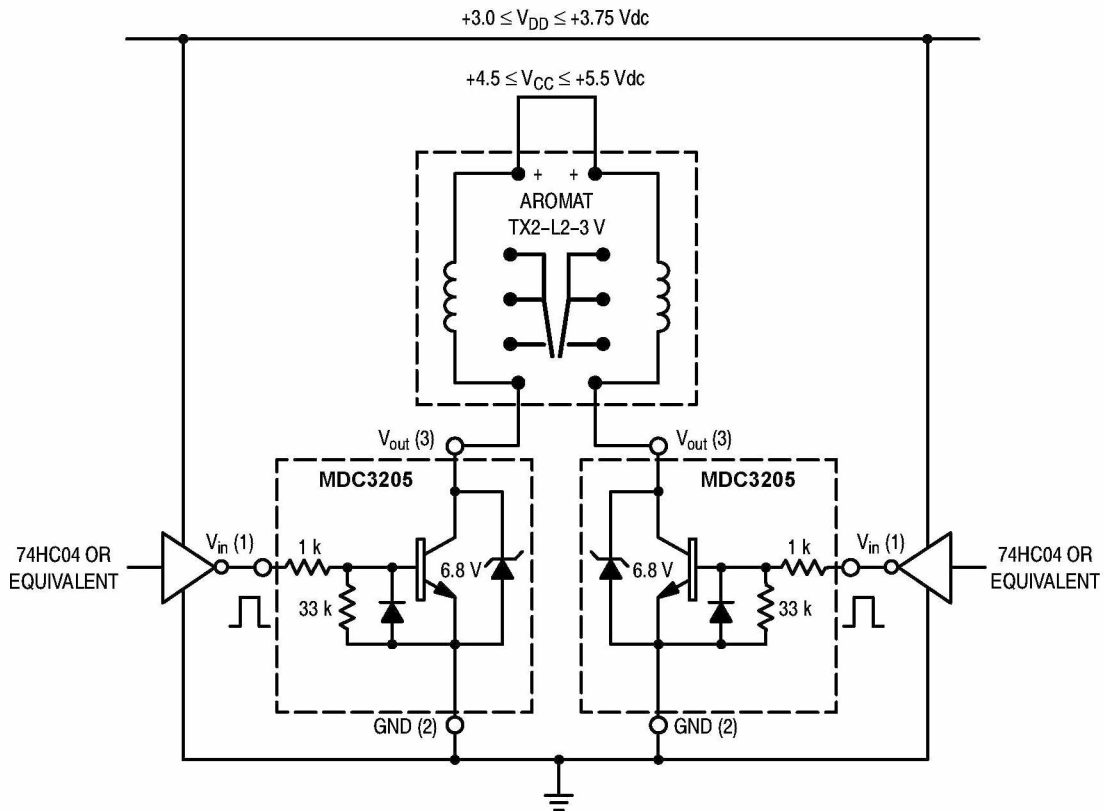 +3.0 ≤ VDD ≤ +3.75 Vdc
+4.5 ≤ VCC ≤ +5.5 Vdc
+ +
AROMAT
TX2–L2–3 V
Vout (3)
Vout (3)
MDC3205
MDC3205
74HC04 OR
EQUIVALENT
Vin (1)
1 k
33 k
6.8 V
6.8 V
1 k
33 k
Vin (1)
74HC04 OR
EQUIVALENT
GND (2)
GND (2)